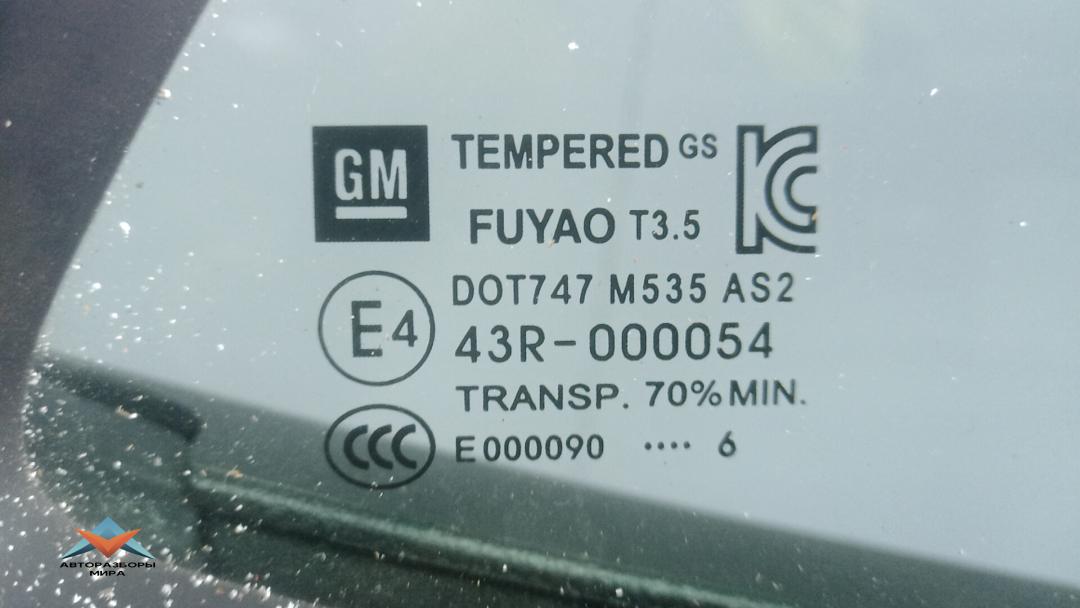 GM
TEMPERED GS
KC
FUYAO T3.5
E4
DOT747 M535 AS2
43R-000054
TRANSP. 70% MIN.
CCC
E000090 ···· 6
АВТОРАЗБОРЫ
МИРА